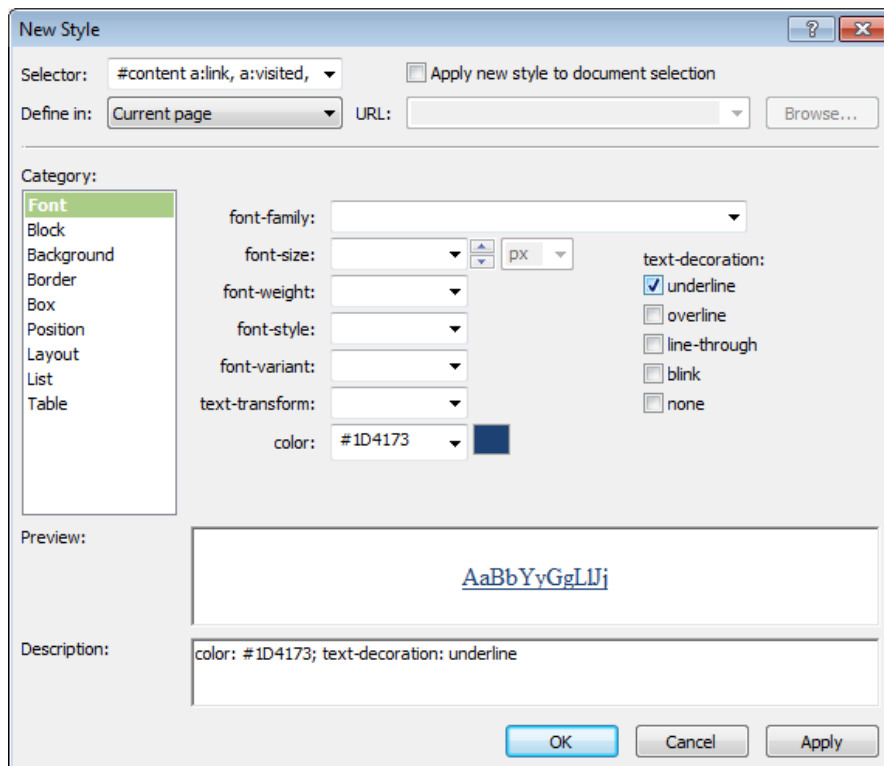 New Style
Selector: #content a:link, a:visited, Apply new style to document selection
Define in: Current page URL: Browse...
Category:
Font
Block
Background
Border
Box
Position
Layout
List
Table
font-family:
font-size: px
font-weight:
font-style:
font-variant:
text-transform:
color: #1D4173
text-decoration:
underline
overline
line-through
blink
none
Preview:
AaBbYyGgLlJj
Description:
color: #1D4173; text-decoration: underline
OK Cancel Apply